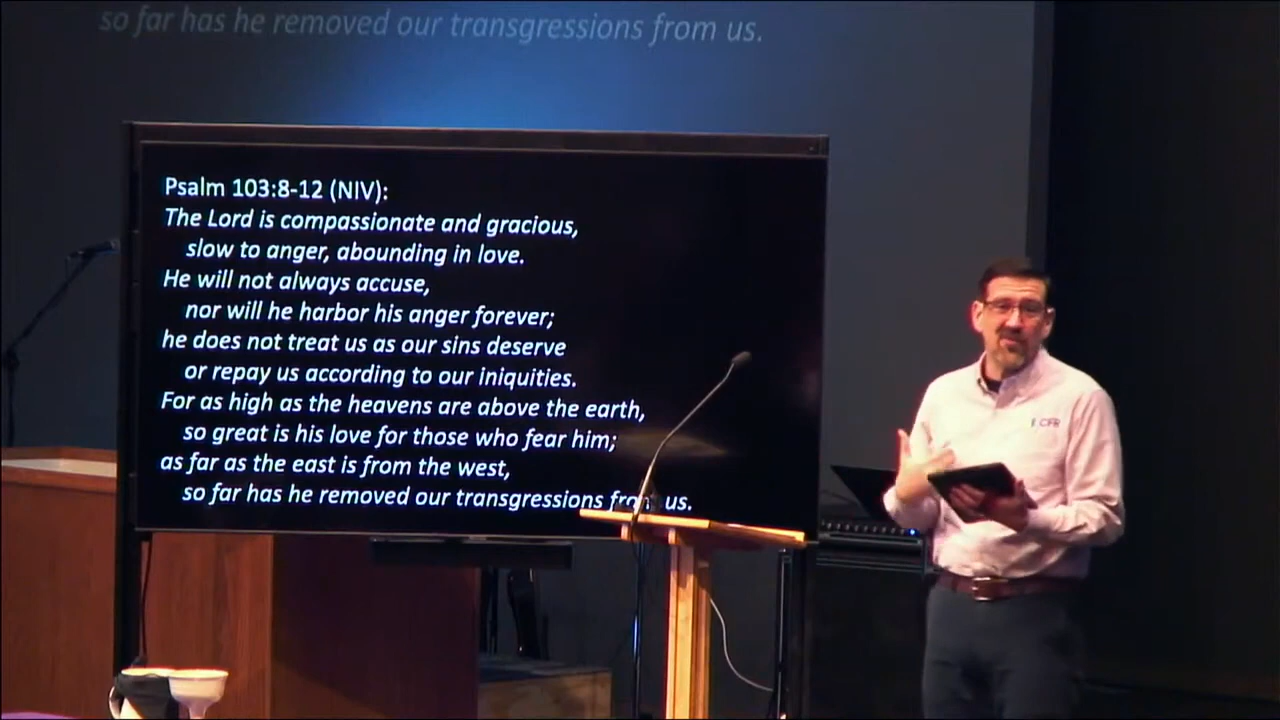 so far has he removed our transgressions from us.
Psalm 103:8-12 (NIV):
The Lord is compassionate and gracious,
slow to anger, abounding in love.
He will not always accuse,
nor will he harbor his anger forever;
he does not treat us as our sins deserve
or repay us according to our iniquities.
For as high as the heavens are above the earth,
so great is his love for those who fear him;
as far as the east is from the west,
so far has he removed our transgressions from us.
CFR